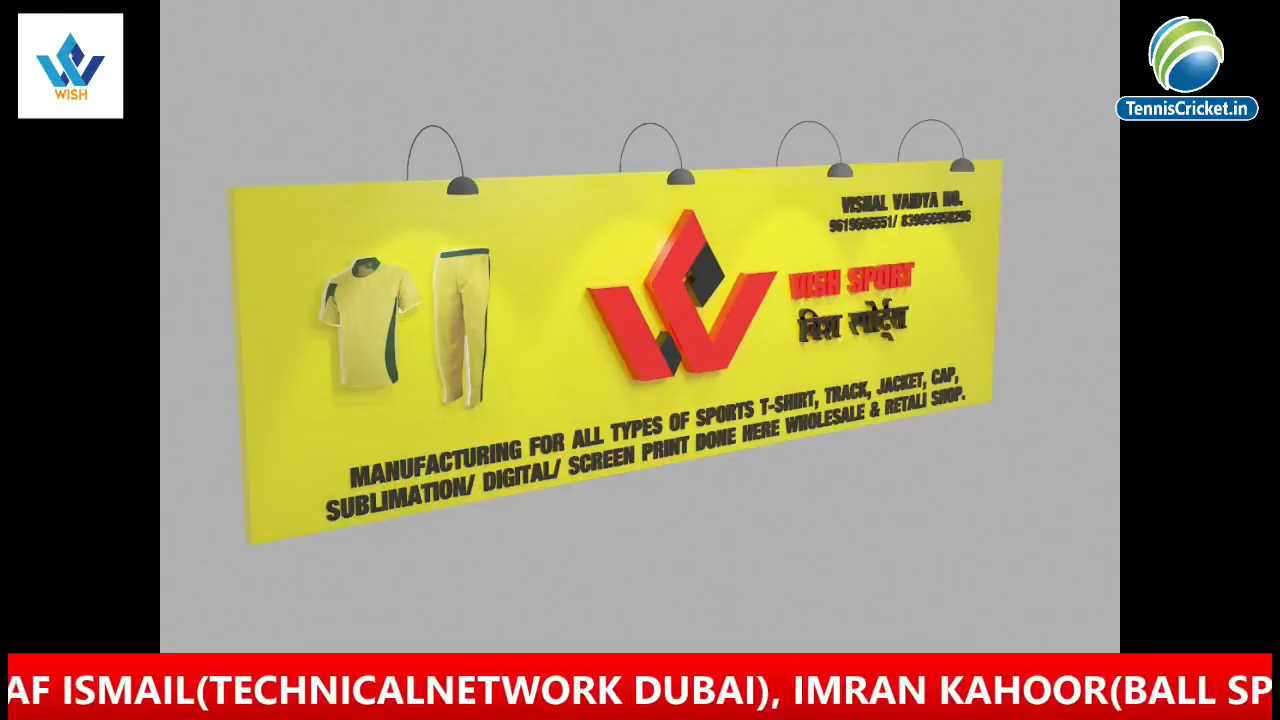 WISH
TennisCricket.in
VISHAL VAIDYA NO.
WISH SPORT
विश स्पोर्ट्स
MANUFACTURING FOR ALL TYPES OF SPORTS T-SHIRT, TRACK, JACKET, CAP,
SUBLIMATION/ DIGITAL/ SCREEN PRINT DONE HERE WHOLESALE & RETALI SHOP.
AF ISMAIL(TECHNICALNETWORK DUBAI), IMRAN KAHOOR(BALL SP